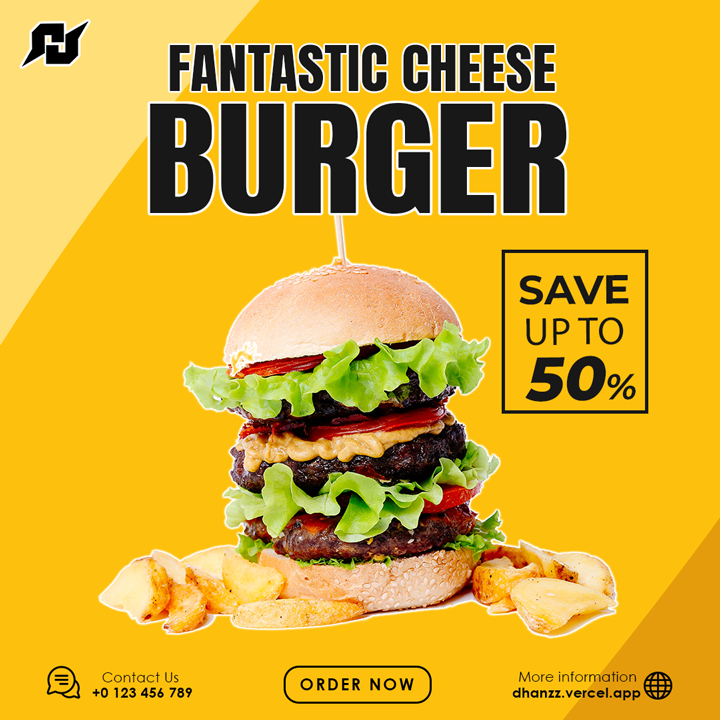 FANTASTIC CHEESE
BURGER
SAVE
UP TO
50%
Contact Us
+0 123 456 789
ORDER NOW
More information
dhanzz.vercel.app